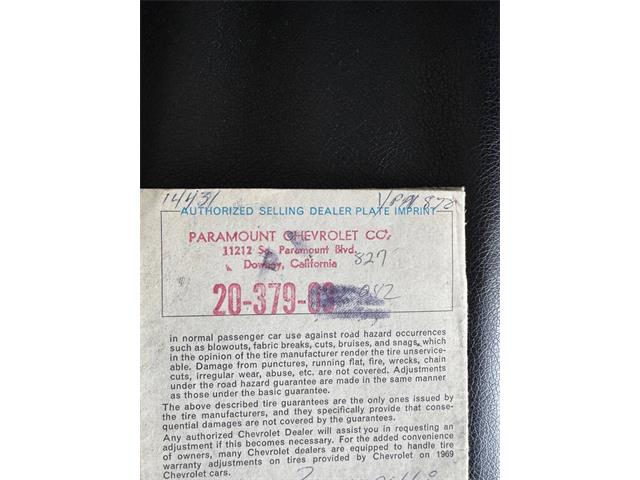 14431
AUTHORIZED SELLING DEALER PLATE IMPRINT
PARAMOUNT CHEVROLET CO.
11212 So. Paramount Blvd.
827
Downey, California
20-379-03
042
in normal passenger car use against road hazard occurrences
such as blowouts, fabric breaks, cuts, bruises, and snags, which
in the opinion of the tire manufacturer render the tire unservice-
able. Damage from punctures, running flat, fire, wrecks, chain
cuts, irregular wear, abuse, etc. are not covered. Adjustments
under the road hazard guarantee are made in the same manner
as those under the basic guarantee.
The above described tire guarantees are the only ones issued by
the tire manufacturers, and they specifically provide that conse-
quential damages are not covered by the guarantees.
Any authorized Chevrolet Dealer will assist you in requesting an
adjustment if this becomes necessary. For the added convenience
of owners, many Chevrolet dealers are equipped to handle tire
warranty adjustments on tires provided by Chevrolet on 1969
Chevrolet cars.